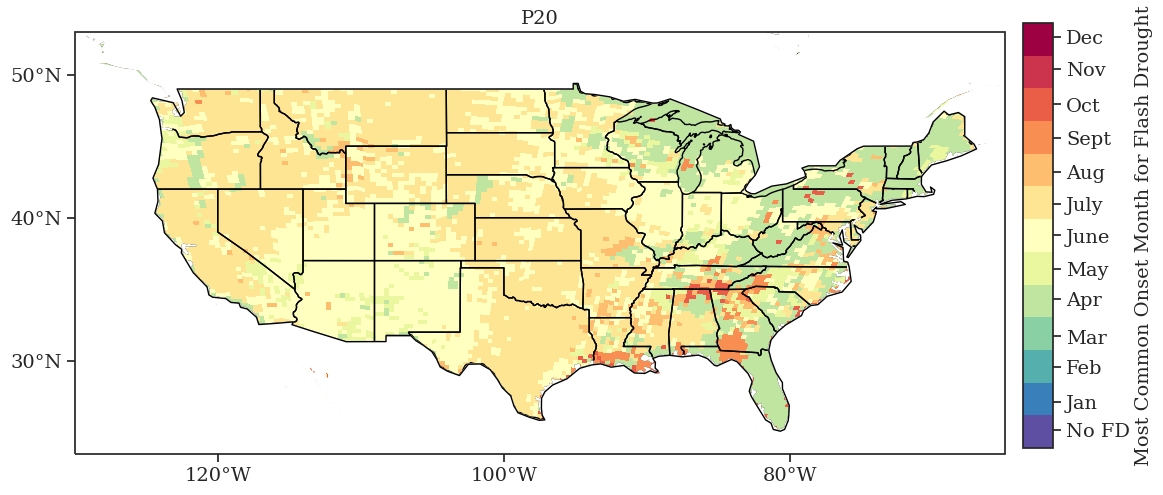 P20
50°N
40°N
30°N
120°W
100°W
80°W
Dec
Nov
Oct
Sept
Aug
July
June
May
Apr
Mar
Feb
Jan
No FD
Most Common Onset Month for Flash Drought